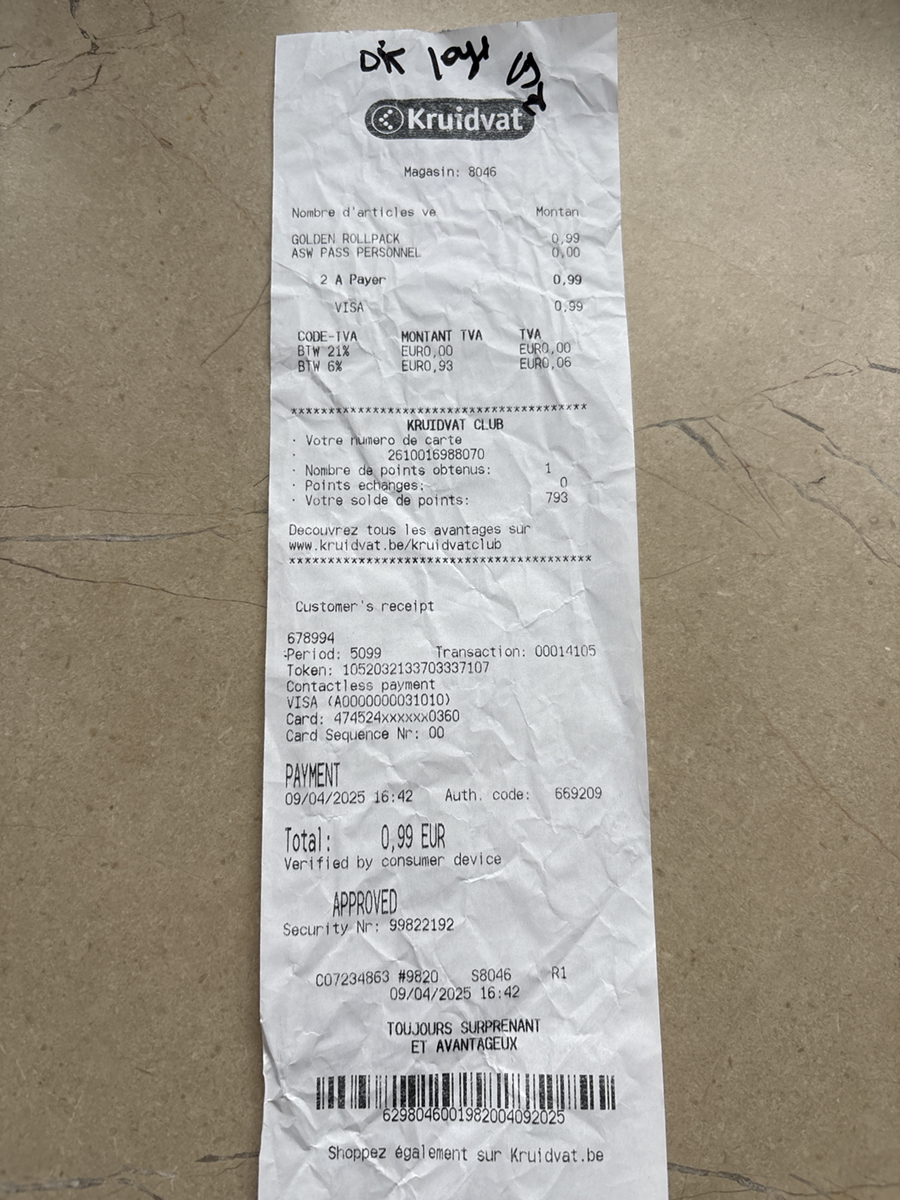 Kruidvat
Magasin: 8046
Nombre d'articles ve Montan
GOLDEN ROLLPACK 0,99
ASW PASS PERSONNEL 0,00
2 A Payer 0,99
VISA 0,99
CODE-TVA MONTANT TVA TVA
BTW 21% EUR0,00 EUR0,00
BTW 6% EUR0,93 EUR0,06
****************************************
KRUIDVAT CLUB
· Votre numero de carte
· 2610016988070
· Nombre de points obtenus: 1
· Points echanges: 0
· Votre solde de points: 793
Decouvrez tous les avantages sur
www.kruidvat.be/kruidvatclub
****************************************
Customer's receipt
678994
Period: 5099 Transaction: 00014105
Token: 1052032133703337107
Contactless payment
VISA (A0000000031010)
Card: 474524xxxxxx0360
Card Sequence Nr: 00
PAYMENT
09/04/2025 16:42 Auth. code: 669209
Total: 0,99 EUR
Verified by consumer device
APPROVED
Security Nr: 99822192
C07234863 #9820 S8046 R1
09/04/2025 16:42
TOUJOURS SURPRENANT
ET AVANTAGEUX
6298046001982004092025
Shoppez également sur Kruidvat.be